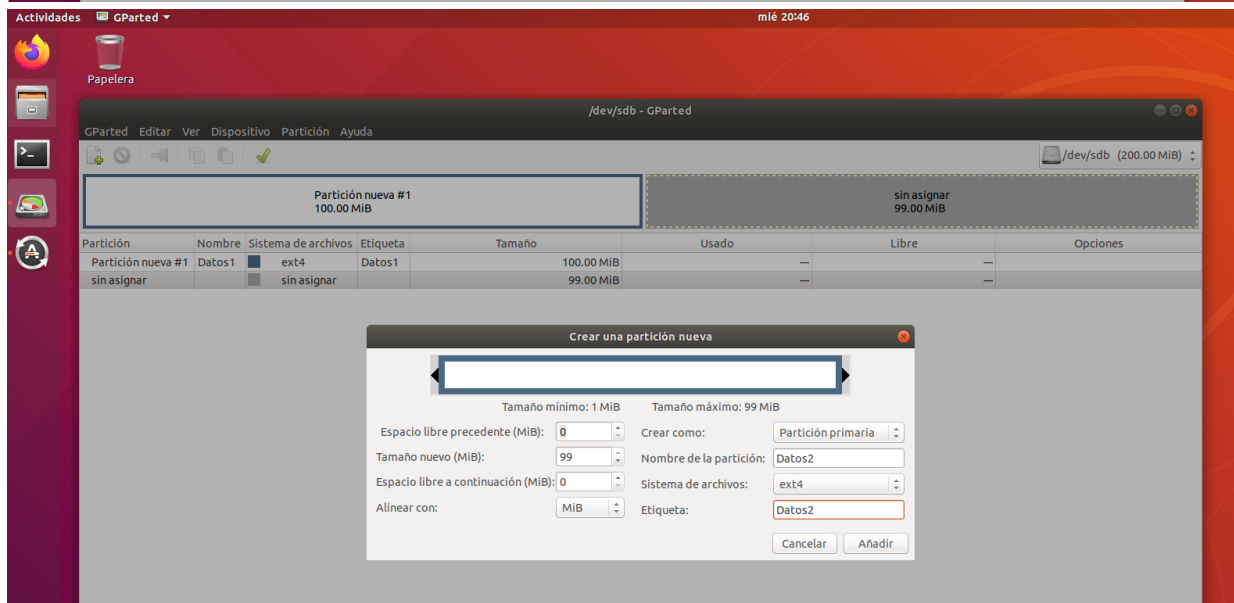 Actividades GParted mié 20:46
Papelera
/dev/sdb - GParted
GParted Editar Ver Dispositivo Partición Ayuda
/dev/sdb (200.00 MiB)
Partición nueva #1
100.00 MiB
sin asignar
99.00 MiB
Partición Nombre Sistema de archivos Etiqueta Tamaño Usado Libre Opciones
Partición nueva #1 Datos1 ext4 Datos1 100.00 MiB --- ---
sin asignar sin asignar 99.00 MiB --- ---
Crear una partición nueva
Tamaño mínimo: 1 MiB Tamaño máximo: 99 MiB
Espacio libre precedente (MiB): 0 Crear como: Partición primaria
Tamaño nuevo (MiB): 99 Nombre de la partición: Datos2
Espacio libre a continuación (MiB): 0 Sistema de archivos: ext4
Alinear con: MiB Etiqueta: Datos2
Cancelar Añadir